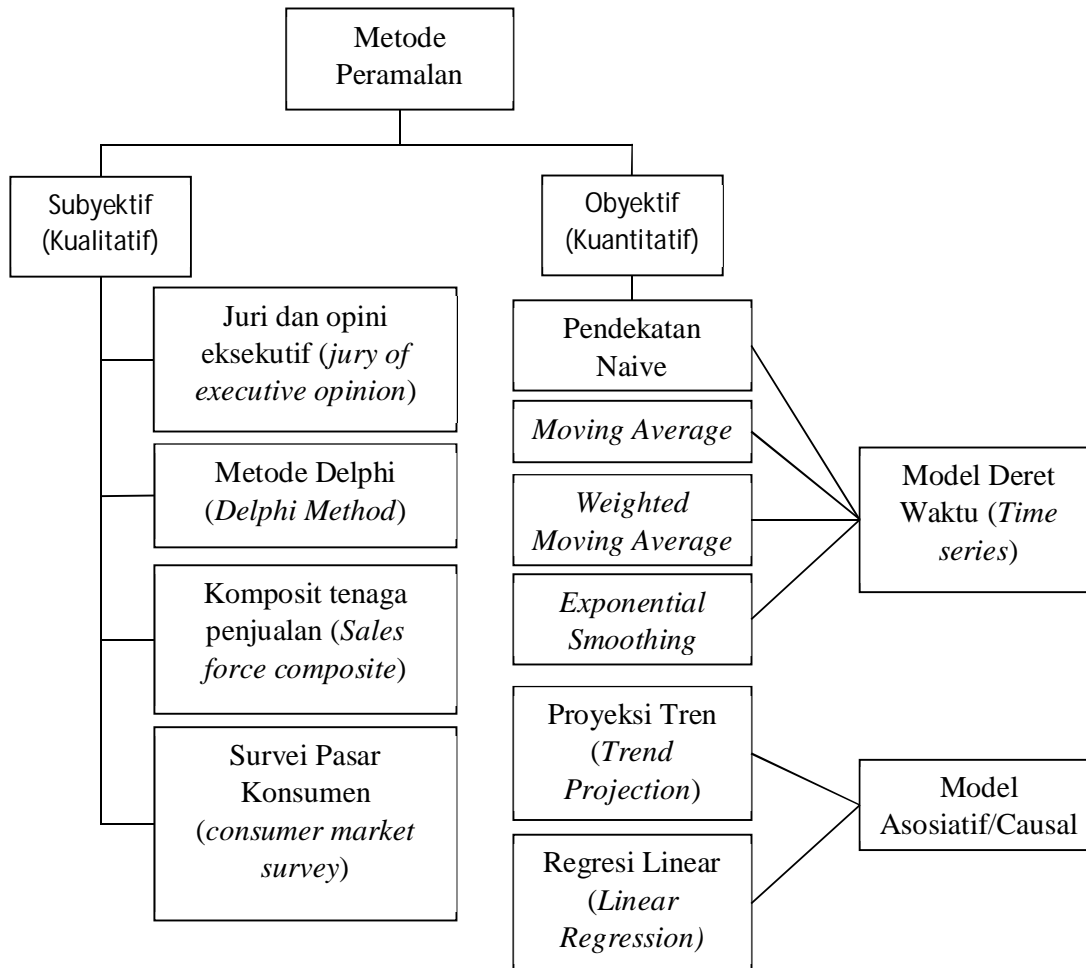 Metode
Peramalan
Subyektif
(Kualitatif)
Juri dan opini
eksekutif (jury of
executive opinion)
Metode Delphi
(Delphi Method)
Komposit tenaga
penjualan (Sales
force composite)
Survei Pasar
Konsumen
(consumer market
survey)
Obyektif
(Kuantitatif)
Pendekatan
Naive
Moving Average
Weighted
Moving Average
Exponential
Smoothing
Model Deret
Waktu (Time
series)
Proyeksi Tren
(Trend
Projection)
Regresi Linear
(Linear
Regression)
Model
Asosiatif/Causal